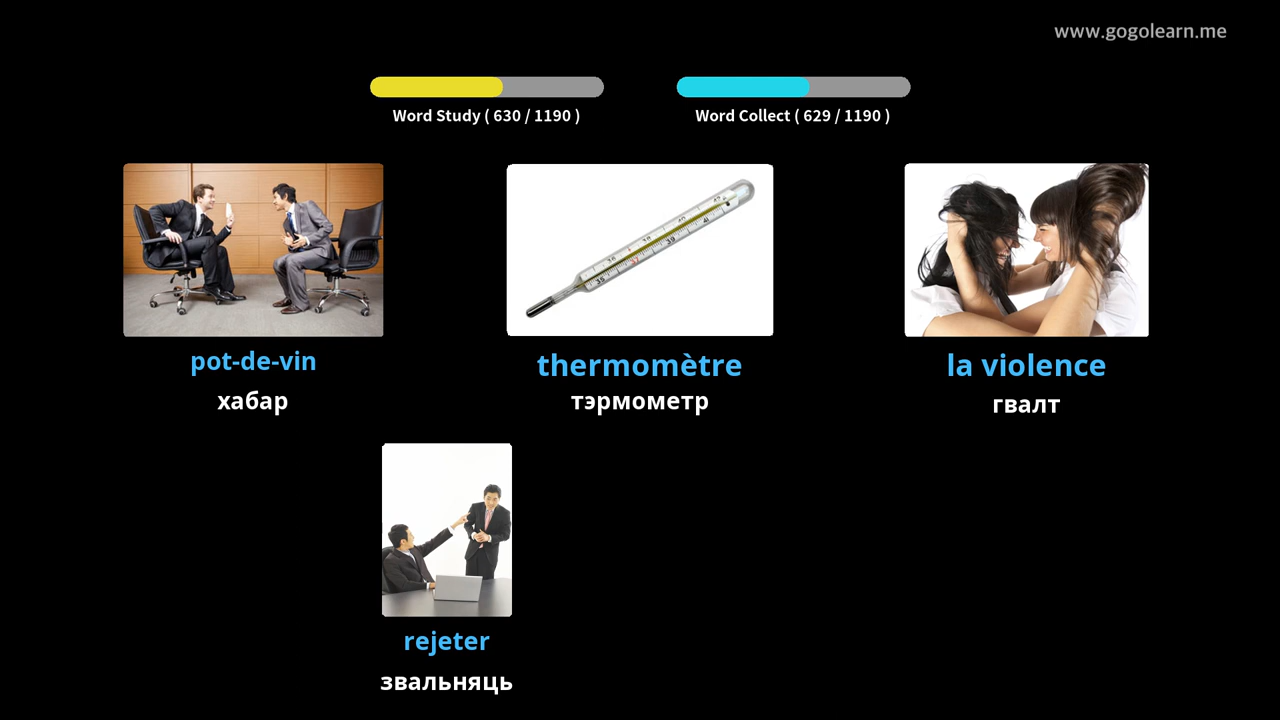 www.gogolearn.me
Word Study ( 630 / 1190 )
Word Collect ( 629 / 1190 )
pot-de-vin
хабар
thermomètre
тэрмометр
la violence
гвалт
rejeter
звальняць